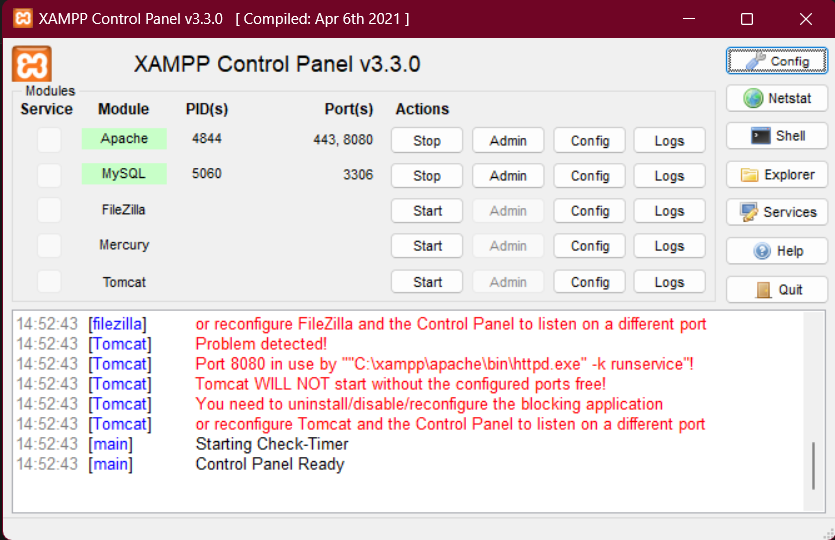 XAMPP Control Panel v3.3.0 [ Compiled: Apr 6th 2021 ]
XAMPP Control Panel v3.3.0
Config
Modules
Service Module PID(s) Port(s) Actions
Netstat
Apache 4844 443, 8080 Stop Admin Config Logs
Shell
MySQL 5060 3306 Stop Admin Config Logs
Explorer
FileZilla Start Admin Config Logs
Services
Mercury Start Admin Config Logs
Help
Tomcat Start Admin Config Logs
Quit
14:52:43 [filezilla] or reconfigure FileZilla and the Control Panel to listen on a different port
14:52:43 [Tomcat] Problem detected!
14:52:43 [Tomcat] Port 8080 in use by ""C:\xampp\apache\bin\httpd.exe" -k runservice"!
14:52:43 [Tomcat] Tomcat WILL NOT start without the configured ports free!
14:52:43 [Tomcat] You need to uninstall/disable/reconfigure the blocking application
14:52:43 [Tomcat] or reconfigure Tomcat and the Control Panel to listen on a different port
14:52:43 [main] Starting Check-Timer
14:52:43 [main] Control Panel Ready